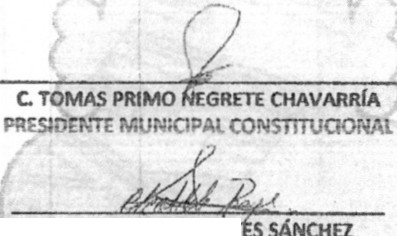 C. TOMAS PRIMO NEGRETE CHAVARRÍA
PRESIDENTE MUNICIPAL CONSTITUCIONAL
ES SÁNCHEZ